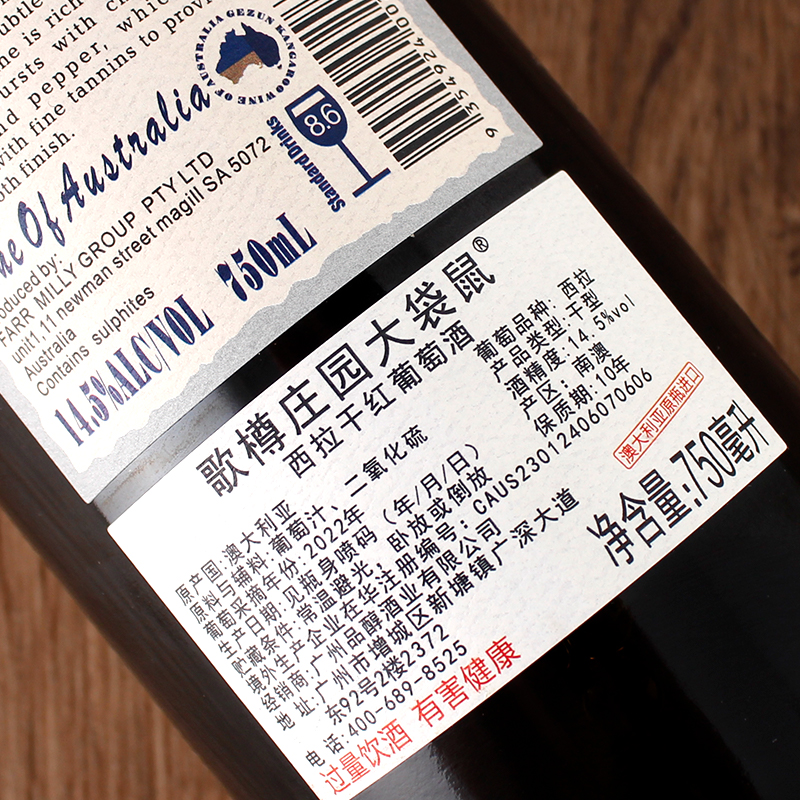 subtle
ne is rich
ursts with
nd pepper, which
with fine tannins to provi
oth finish.
ne Of Australia
OF AUSTRALIA GEZUN KANGAROO WINE
8.6
Standard Drinks
9 354924 00
oduced by:
FARR MILLY GROUP PTY LTD
unit1 11 newman street magill SA 5072
Australia
Contains sulphites
14.5%ALC/VOL 750mL
歌樽庄园大袋鼠®
西拉干红葡萄酒
原产国:澳大利亚
原料与辅料:葡萄汁、二氧化硫
葡萄采摘年份:2022年
生产日期:见瓶身喷码(年/月/日)
贮藏条件:常温避光;卧放或倒放
境外生产企业在华注册编号:CAUS23012406070606
经销商:广州品醇酒业有限公司
地址:广州市增城区新塘镇广深大道
东92号2楼2372
电话:400-689-8525
过量饮酒 有害健康
葡萄品种:西拉
产品类型:干型
酒精度:14.5%vol
产区:南澳
保质期:10年
澳大利亚原瓶进口
净含量:750毫升